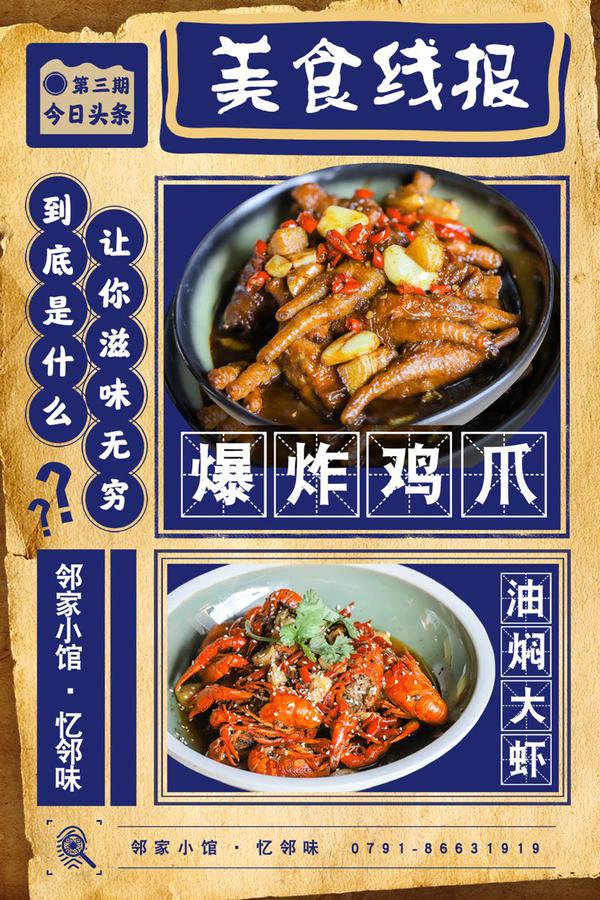 第三期
今日头条
美食线报
到底是什么
让你滋味无穷
??
爆炸鸡爪
油焖大虾
邻家小馆·忆邻味
邻家小馆·忆邻味 0791-86631919